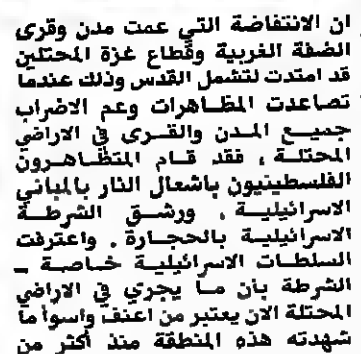 ان الانتفاضة التي عمت مدن وقرى
الضفة الغربية وقطاع غزة المحتلين
قد امتدت لتشمل القدس وذلك عندما
تصاعدت المظاهرات وعم الاضراب
جميع المدن والقرى في الاراضي
المحتلة ، فقد قام المتظاهرون
الفلسطينيون باشعال النار بالمباني
الاسرائيلية . ورشق الشرطة
الاسرائيلية بالحجارة . واعترفت
السلطات الاسرائيلية خاصة ــ
الشرطة بان ما يجري في الاراضي
المحتلة الان يعتبر من اعنف واسوأ ما
شهدته هذه المنطقة منذ أكثر من